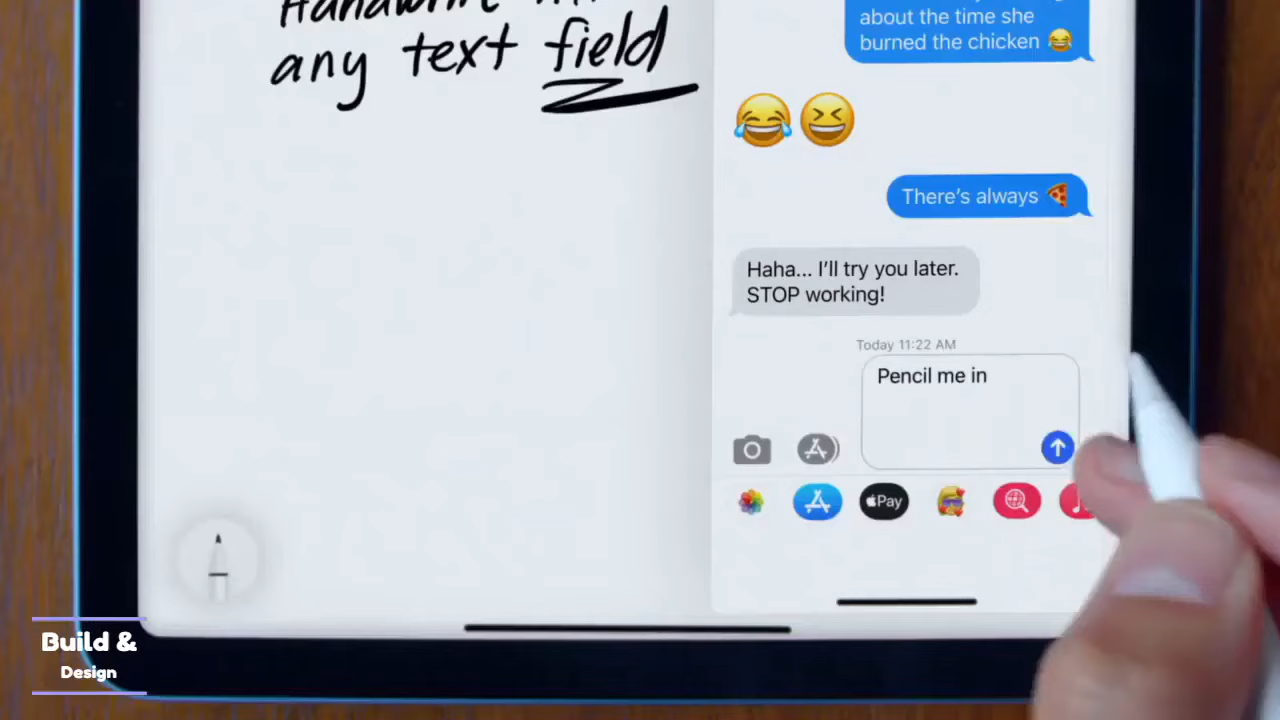 any text field
about the time she
burned the chicken 😂
😂😆
There's always 🍕
Haha... I'll try you later.
STOP working!
Today 11:22 AM
Pencil me in
Pay
Build &
Design